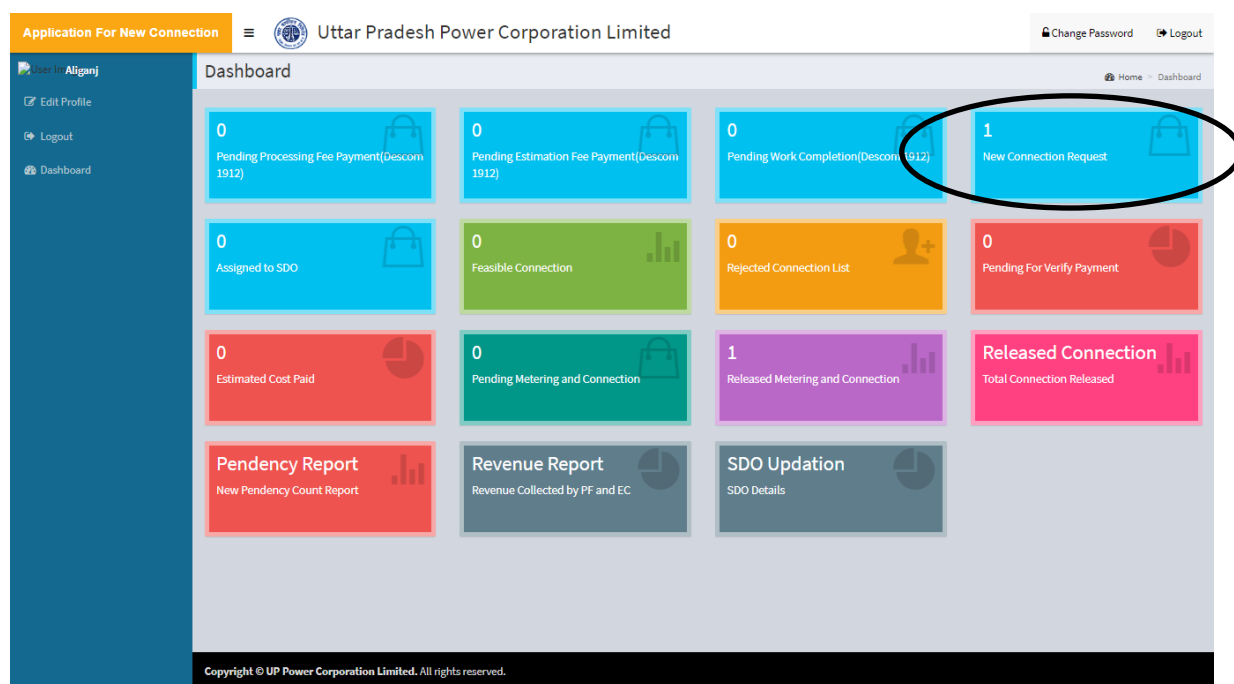 Application For New Connection
Uttar Pradesh Power Corporation Limited
Change Password
Logout
User Im Aliganj
Edit Profile
Logout
Dashboard
Dashboard
Home > Dashboard
0
Pending Processing Fee Payment(Descom
1912)
0
Pending Estimation Fee Payment(Descom
1912)
0
Pending Work Completion(Descom 1912)
1
New Connection Request
0
Assigned to SDO
0
Feasible Connection
0
Rejected Connection List
0
Pending For Verify Payment
0
Estimated Cost Paid
0
Pending Metering and Connection
1
Released Metering and Connection
Released Connection
Total Connection Released
Pendency Report
New Pendency Count Report
Revenue Report
Revenue Collected by PF and EC
SDO Updation
SDO Details
Copyright © UP Power Corporation Limited. All rights reserved.